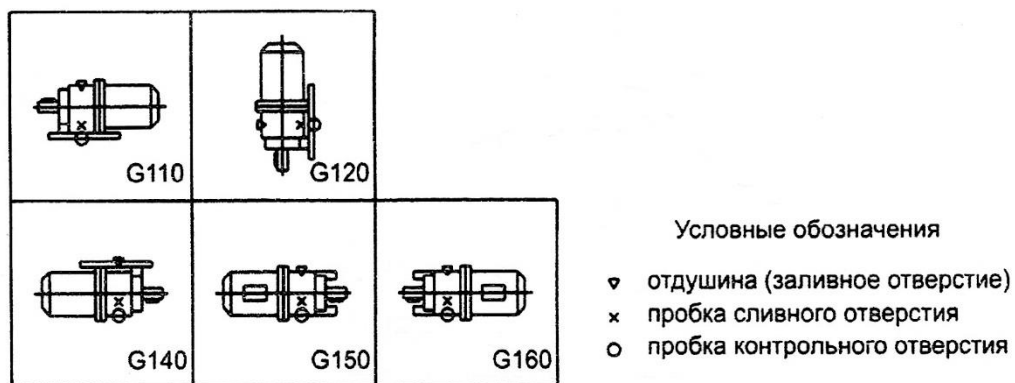 G110
G120
G140
G150
G160
Условные обозначения
отдушина (заливное отверстие)
пробка сливного отверстия
пробка контрольного отверстия